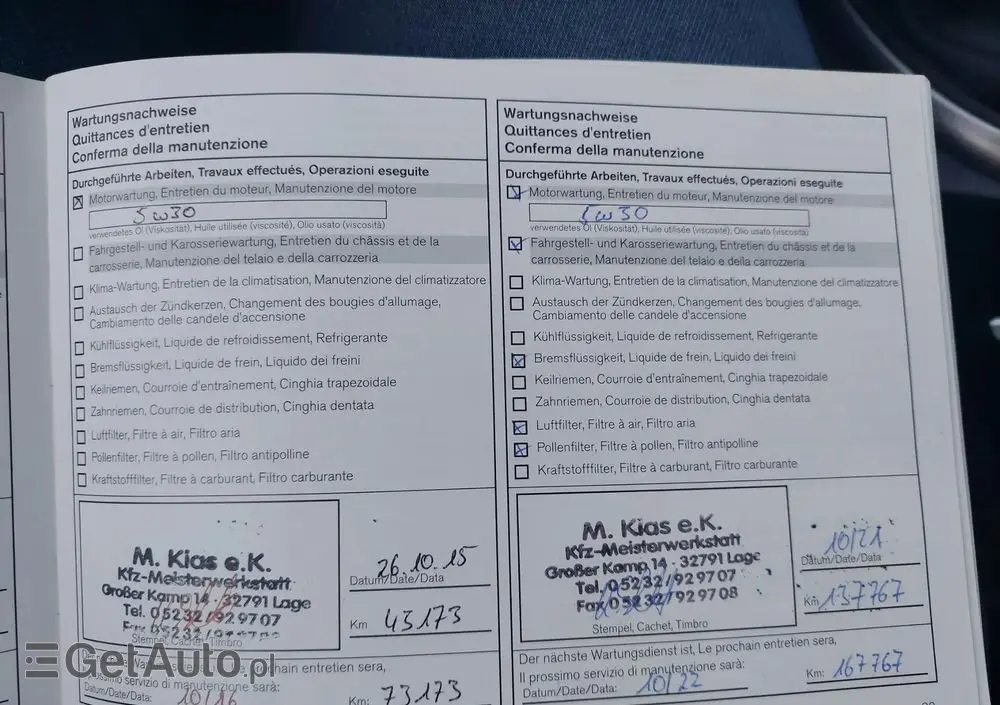 Wartungsnachweise
Quittances d'entretien
Conferma della manutenzione
Durchgeführte Arbeiten, Travaux effectués, Operazioni eseguite
Motorwartung, Entretien du moteur, Manutenzione del motore
5w30
verwendetes Öl (Viskosität), Huile utilisée (viscosité), Olio usato (viscosità)
Fahrgestell- und Karosseriewartung, Entretien du châssis et de la
carrosserie, Manutenzione del telaio e della carrozzeria
Klima-Wartung, Entretien de la climatisation, Manutenzione del climatizzatore
Austausch der Zündkerzen, Changement des bougies d'allumage,
Cambiamento delle candele d'accensione
Kühlflüssigkeit, Liquide de refroidissement, Refrigerante
Bremsflüssigkeit, Liquide de frein, Liquido dei freini
Keilriemen, Courroie d'entraînement, Cinghia trapezoidale
Zahnriemen, Courroie de distribution, Cinghia dentata
Luftfilter, Filtre à air, Filtro aria
Pollenfilter, Filtre à pollen, Filtro antipolline
Kraftstofffilter, Filtre à carburant, Filtro carburante
M. Kias e.K.
Kfz-Meisterwerkstatt
Großer Kamp 14 · 32791 Lage
Tel. 05232/929707
Stempel, Cachet, Timbro
26.10.15
Datum/Date/Data
Km 43173
prochain entretien sera,
prossimo servizio di manutenzione sarà:
Datum/Date/Data: 10/16
Km: 73173
Wartungsnachweise
Quittances d'entretien
Conferma della manutenzione
Durchgeführte Arbeiten, Travaux effectués, Operazioni eseguite
Motorwartung, Entretien du moteur, Manutenzione del motore
5w30
verwendetes Öl (Viskosität), Huile utilisée (viscosité), Olio usato (viscosità)
Fahrgestell- und Karosseriewartung, Entretien du châssis et de la
carrosserie, Manutenzione del telaio e della carrozzeria
Klima-Wartung, Entretien de la climatisation, Manutenzione del climatizzatore
Austausch der Zündkerzen, Changement des bougies d'allumage,
Cambiamento delle candele d'accensione
Kühlflüssigkeit, Liquide de refroidissement, Refrigerante
Bremsflüssigkeit, Liquide de frein, Liquido dei freini
Keilriemen, Courroie d'entraînement, Cinghia trapezoidale
Zahnriemen, Courroie de distribution, Cinghia dentata
Luftfilter, Filtre à air, Filtro aria
Pollenfilter, Filtre à pollen, Filtro antipolline
Kraftstofffilter, Filtre à carburant, Filtro carburante
M. Kias e.K.
Kfz-Meisterwerkstatt
Großer Kamp 14 · 32791 Lage
Tel. 05232/929707
Fax 05232/929708
Stempel, Cachet, Timbro
10/21
Datum/Date/Data
Km 137767
Der nächste Wartungsdienst ist, Le prochain entretien sera,
Il prossimo servizio di manutenzione sarà:
Datum/Date/Data: 10/22
Km: 167767
GetAuto.pl